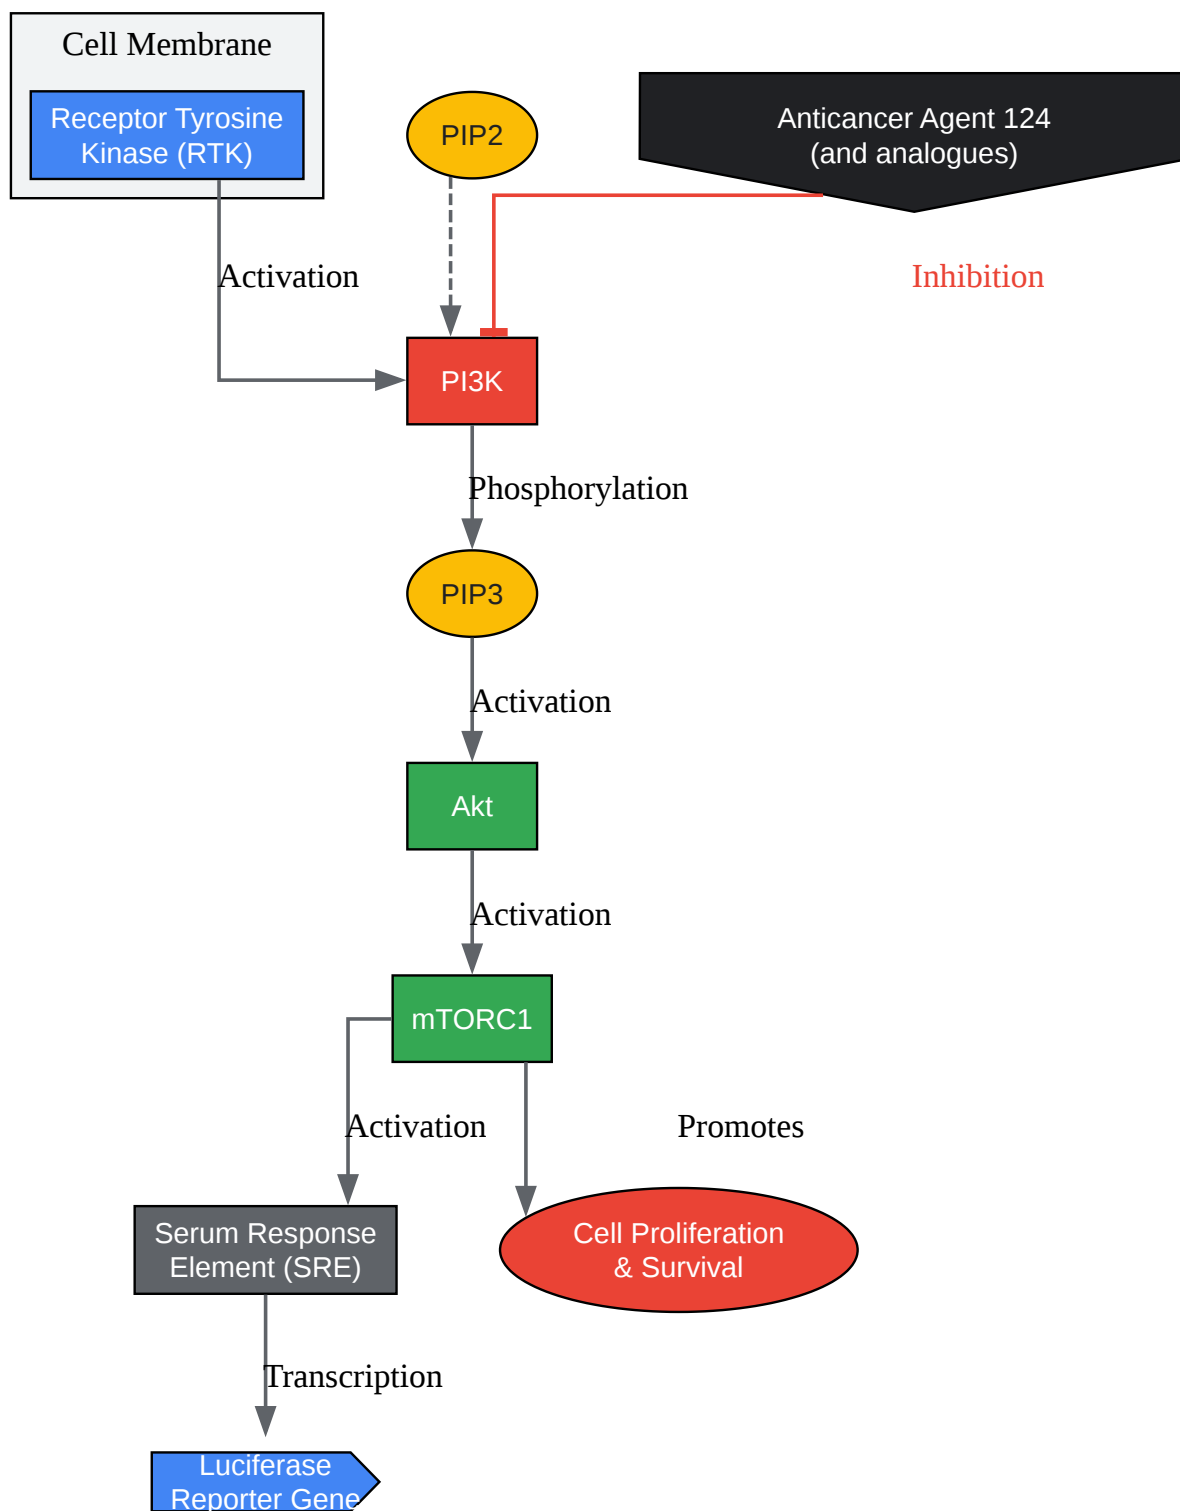 Cell Membrane
Receptor Tyrosine
Kinase (RTK)
PIP2
Anticancer Agent 124
(and analogues)
Activation
Inhibition
PI3K
Phosphorylation
PIP3
Activation
Akt
Activation
mTORC1
Activation
Promotes
Serum Response
Element (SRE)
Cell Proliferation
& Survival
Transcription
Luciferase
Reporter Gene